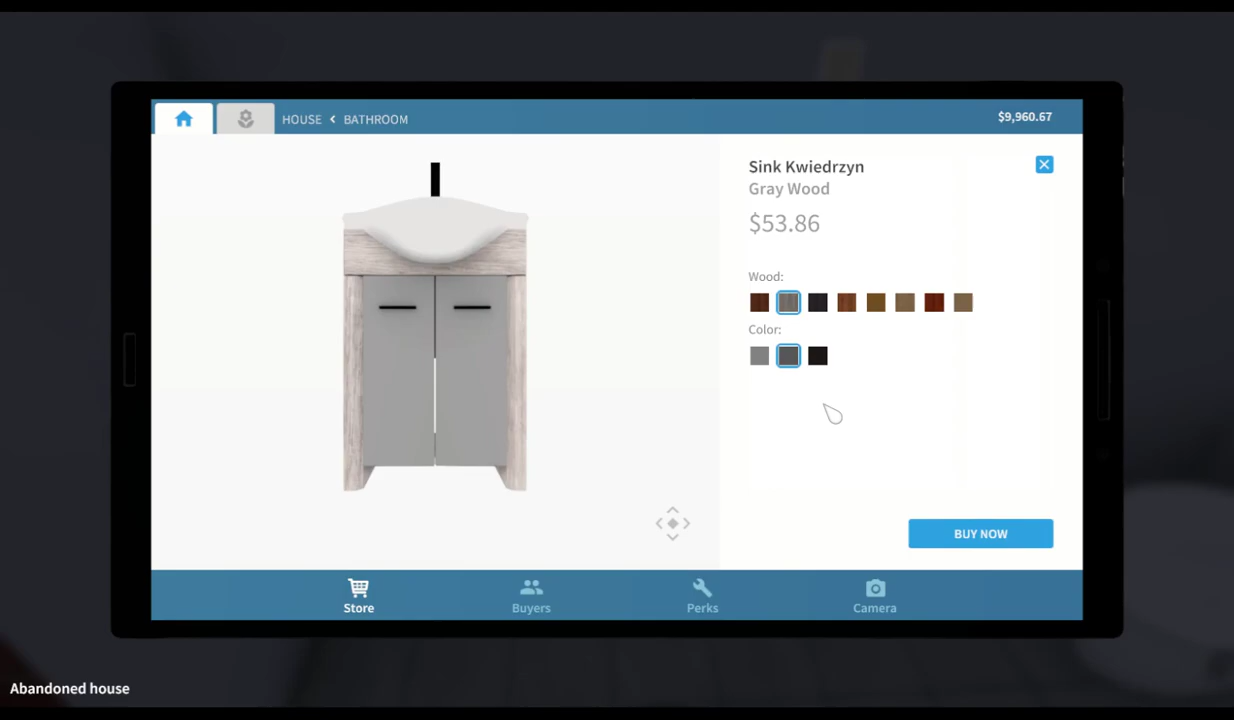 HOUSE < BATHROOM
$9,960.67
Sink Kwiedrzyn
Gray Wood
$53.86
Wood:
Color:
BUY NOW
Store
Buyers
Perks
Camera
Abandoned house